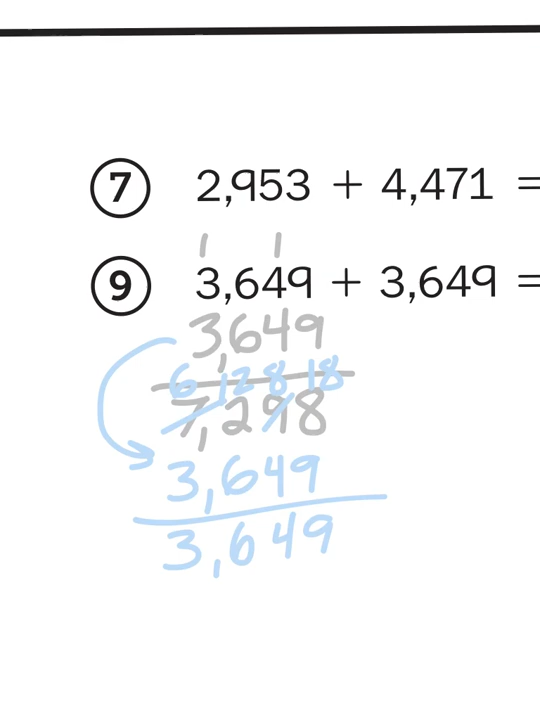 7 2,953 + 4,471 =
1 1
9 3,649 + 3,649 =
3,649
6 12 8 18
7,298
3,649
3,649